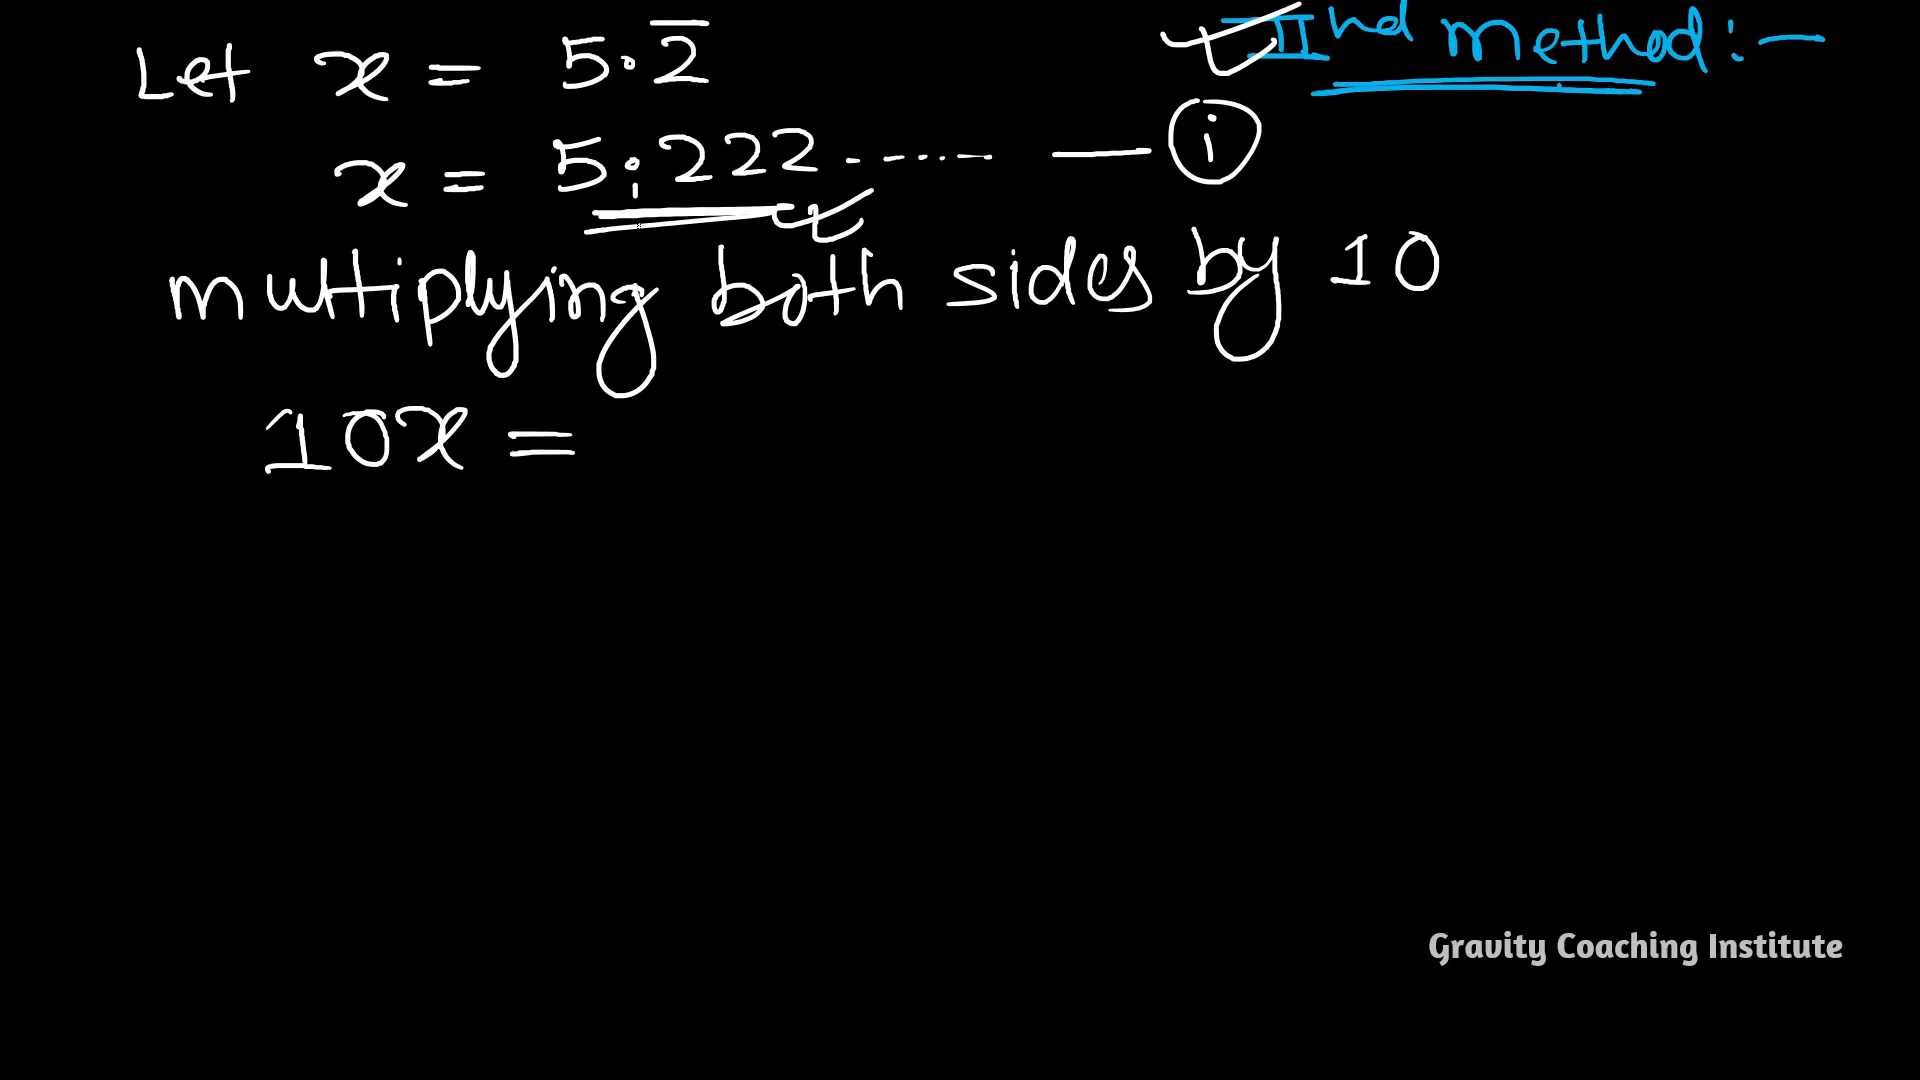 IInd method:-
Let x = 5.2̅
x = 5.222....... — (i)
multiplying both sides by 10
10x =
Gravity Coaching Institute